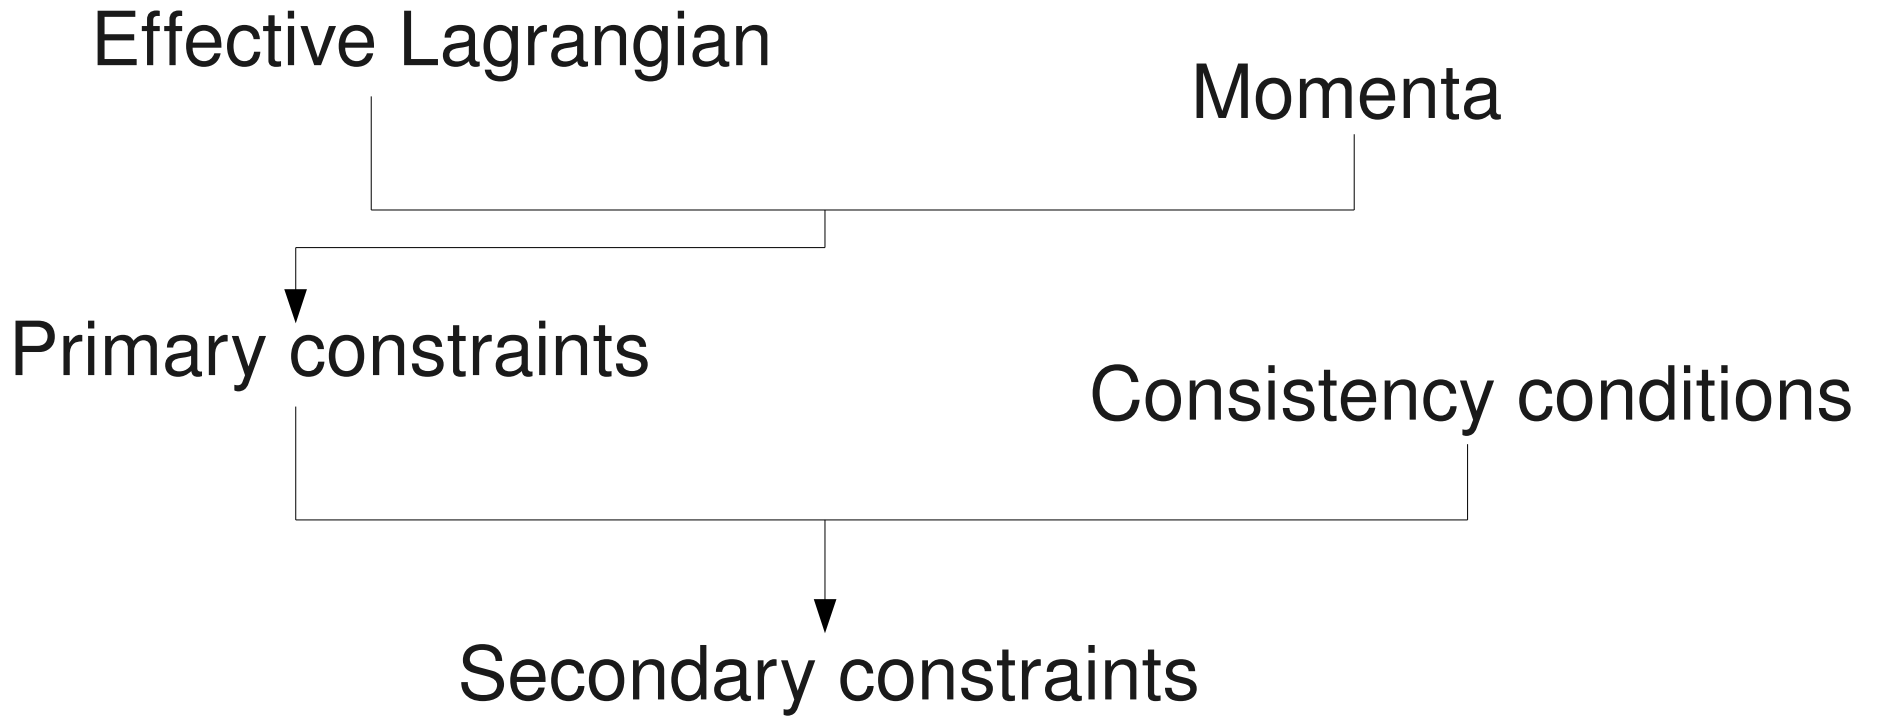 Effective Lagrangian
Momenta
Primary constraints
Consistency conditions
Secondary constraints